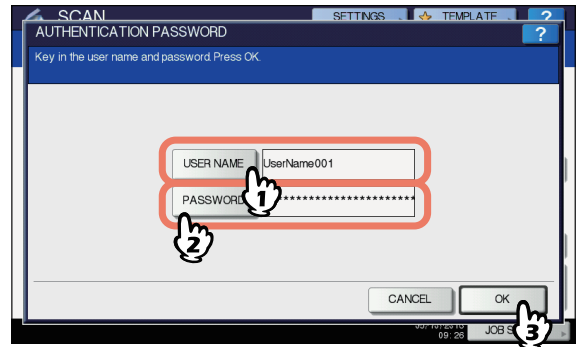 SCAN SETTINGS TEMPLATE ?
AUTHENTICATION PASSWORD ?
Key in the user name and password. Press OK.
USER NAME UserName001
1
PASSWORD **********************
2
CANCEL OK
3
09:26 JOB S